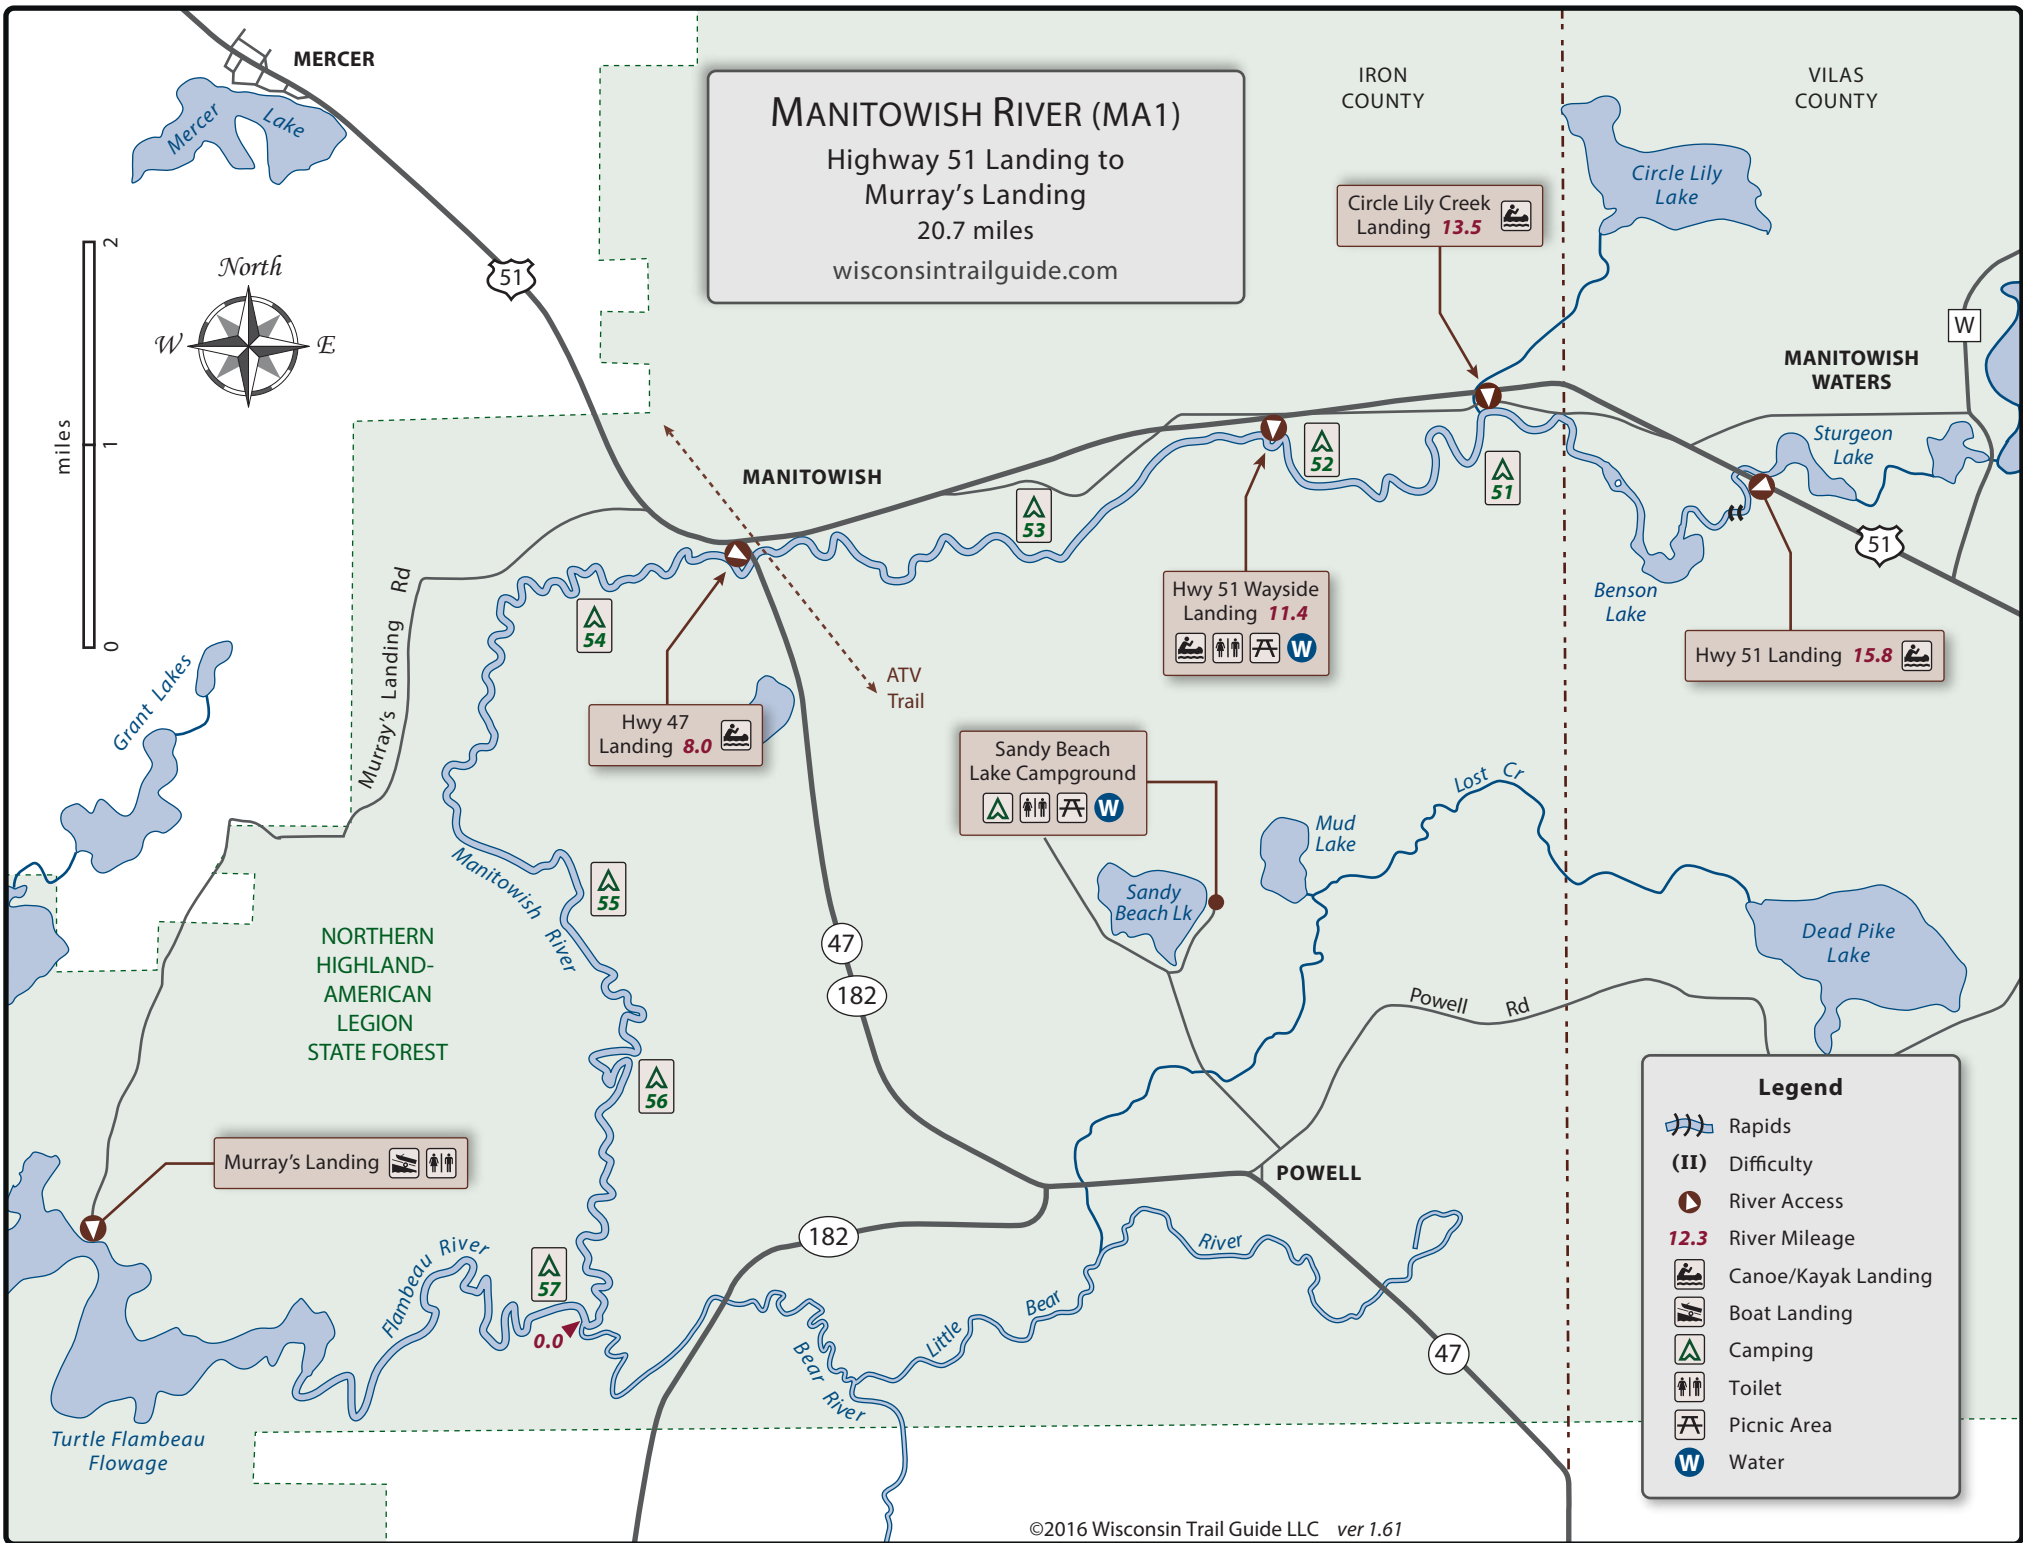 MERCER
Mercer
Lake
MANITOWISH RIVER (MA1)
Highway 51 Landing to
Murray's Landing
20.7 miles
wisconsintrailguide.com
IRON
COUNTY
VILAS
COUNTY
Circle Lily
Lake
Circle Lily Creek
Landing 13.5
2
1
0
miles
North
W
E
51
W
MANITOWISH
WATERS
Sturgeon
Lake
MANITOWISH
52
51
53
51
Benson
Lake
Hwy 51 Wayside
Landing 11.4
W
Hwy 51 Landing 15.8
Murray's Landing Rd
54
ATV
Trail
Grant Lakes
Hwy 47
Landing 8.0
Sandy Beach
Lake Campground
W
Lost Cr
Mud
Lake
Manitowish
River
55
Sandy
Beach Lk
Dead Pike
Lake
47
182
NORTHERN
HIGHLAND-
AMERICAN
LEGION
STATE FOREST
Powell Rd
56
Murray's Landing
POWELL
182
River
Flambeau River
57
0.0
Bear
Little
Bear River
47
Turtle Flambeau
Flowage
Legend
Rapids
(II) Difficulty
River Access
12.3 River Mileage
Canoe/Kayak Landing
Boat Landing
Camping
Toilet
Picnic Area
W Water
©2016 Wisconsin Trail Guide LLC ver 1.61